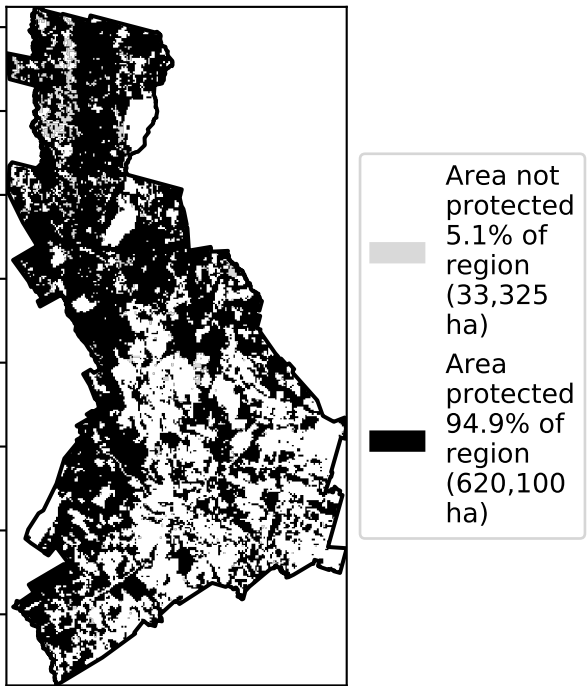 Area not
protected
5.1% of
region
(33,325
ha)
Area
protected
94.9% of
region
(620,100
ha)